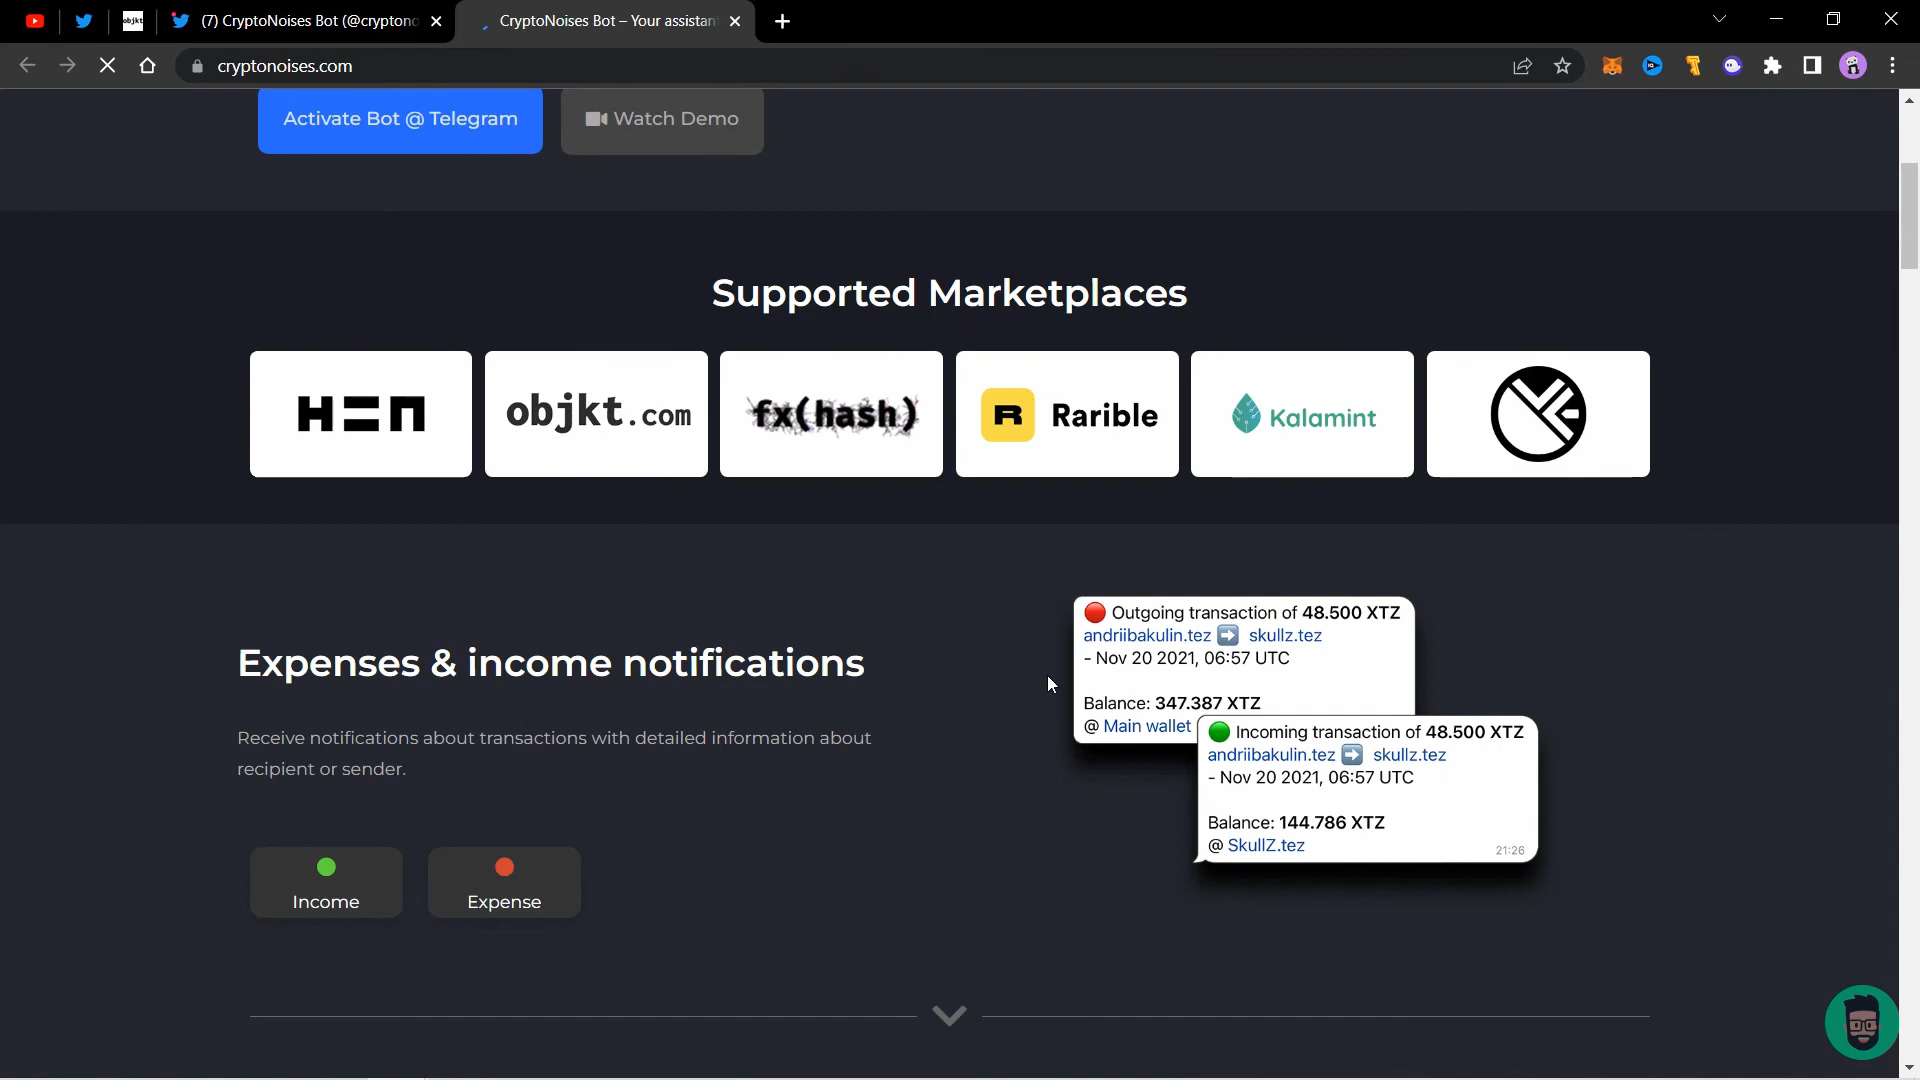 objkt
(7) CryptoNoises Bot (@cryptono
CryptoNoises Bot – Your assistan
cryptonoises.com
Activate Bot @ Telegram
Watch Demo
Supported Marketplaces
H=N
objkt.com
fx(hash)
R Rarible
Kalamint
Expenses & income notifications
Receive notifications about transactions with detailed information about
recipient or sender.
Income
Expense
Outgoing transaction of 48.500 XTZ
andriibakulin.tez ➡ skullz.tez
- Nov 20 2021, 06:57 UTC
Balance: 347.387 XTZ
@ Main wallet
Incoming transaction of 48.500 XTZ
andriibakulin.tez ➡ skullz.tez
- Nov 20 2021, 06:57 UTC
Balance: 144.786 XTZ
@ SkullZ.tez
21:26